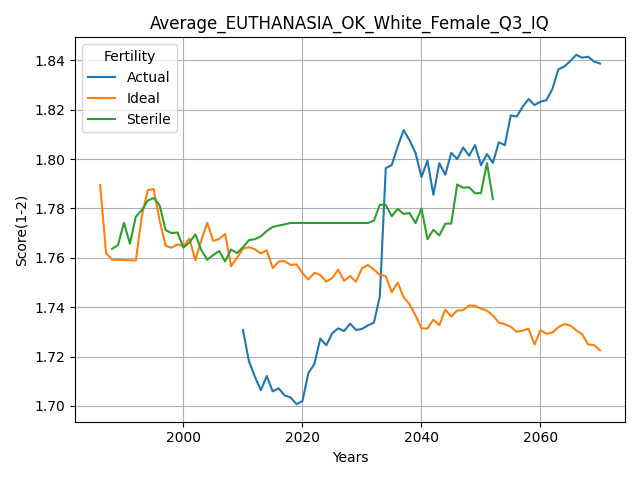 Average_EUTHANASIA_OK_White_Female_Q3_IQ
Fertility
Actual
Ideal
Sterile
Score(1-2)
1.84
1.82
1.80
1.78
1.76
1.74
1.72
1.70
2000 2020 2040 2060
Years